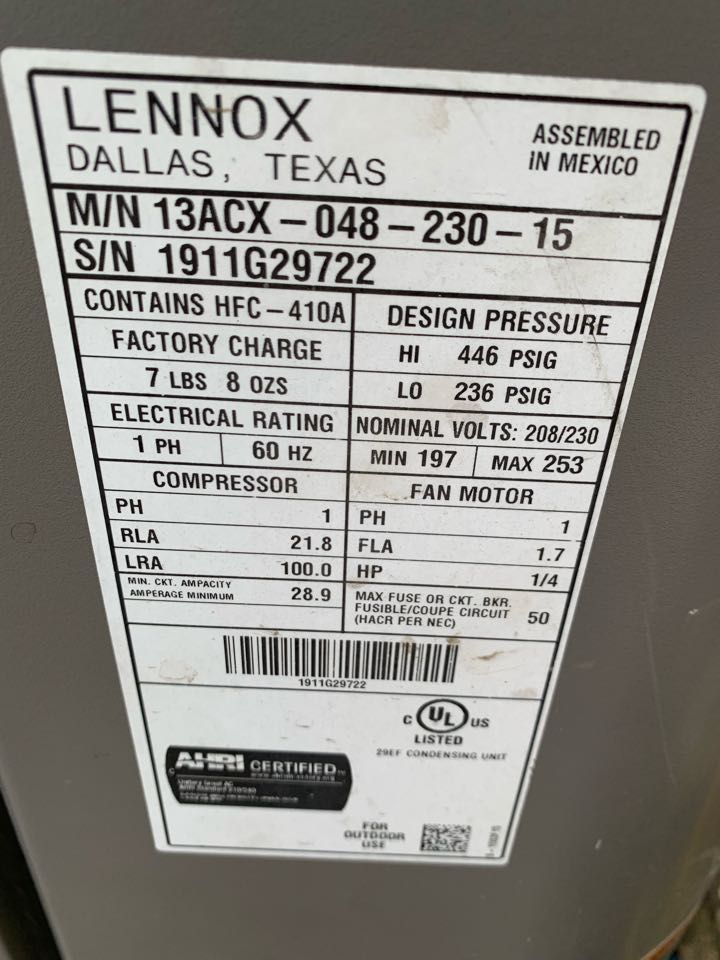 LENNOX
DALLAS, TEXAS
ASSEMBLED
IN MEXICO
M/N 13ACX-048-230-15
S/N 1911G29722
CONTAINS HFC-410A
FACTORY CHARGE
7 LBS 8 OZS
DESIGN PRESSURE
HI 446 PSIG
LO 236 PSIG
ELECTRICAL RATING
1 PH 60 HZ
NOMINAL VOLTS: 208/230
MIN 197 MAX 253
COMPRESSOR
PH 1
RLA 21.8
LRA 100.0
MIN. CKT. AMPACITY
AMPERAGE MINIMUM 28.9
FAN MOTOR
PH 1
FLA 1.7
HP 1/4
MAX FUSE OR CKT. BKR.
FUSIBLE/COUPE CIRCUIT
(HACR PER NEC) 50
1911G29722
C UL US
LISTED
29EF CONDENSING UNIT
AHRI CERTIFIED
FOR
OUTDOOR
USE